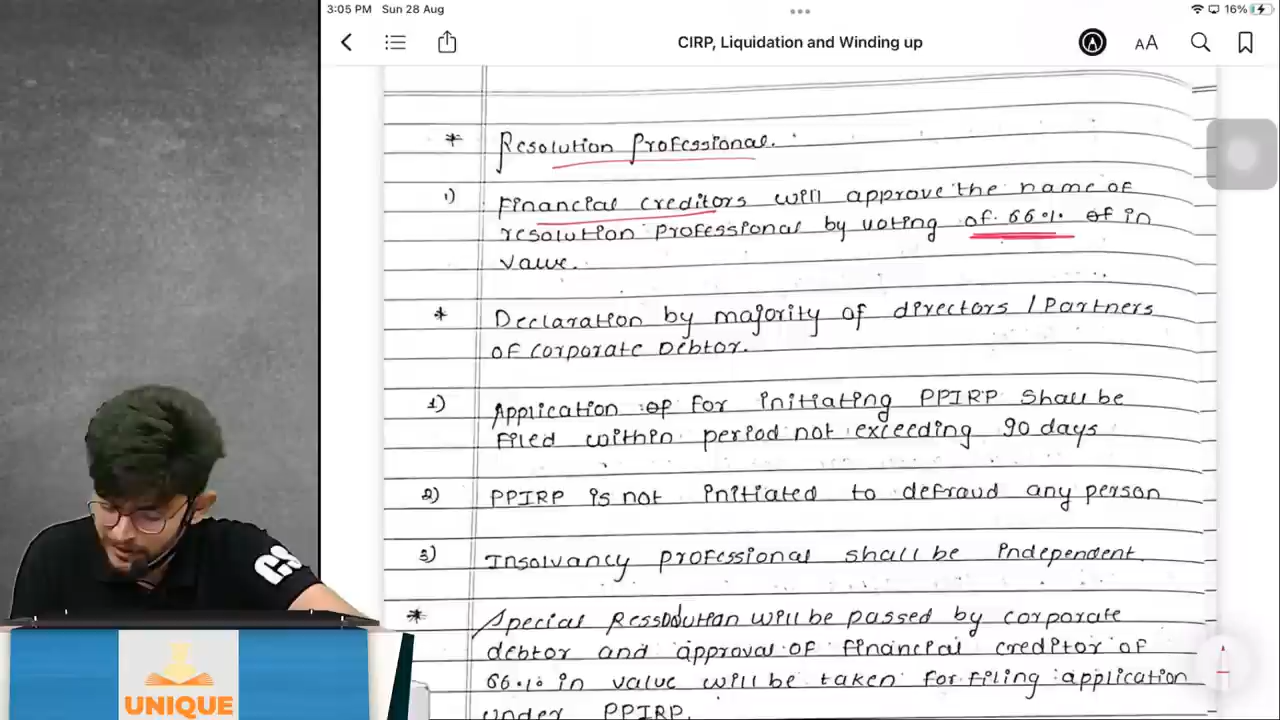 3:05 PM Sun 28 Aug
16%
CIRP, Liquidation and Winding up
AA
* Resolution Professional.
1) Financial creditors will approve the name of
resolution professional by voting of 66% of in
value.
* Declaration by majority of directors / Partners
of corporate Debtor.
1) Application of for initiating PPIRP shall be
filed within period not exceeding 90 days
2) PPIRP is not initiated to defraud any person
3) Insolvancy professional shall be independent
* Special Ressolution will be passed by corporate
debtor and approval of financial creditor of
66% in value will be taken for filing application
under PPIRP.
CS
UNIQUE